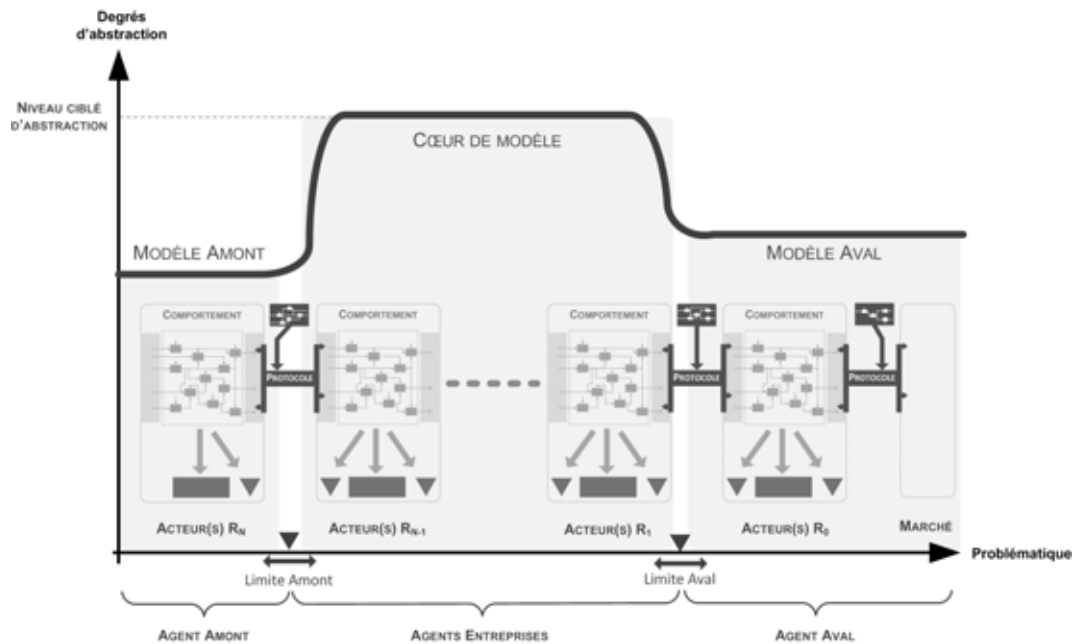 Degrés
d'abstraction
NIVEAU CIBLÉ
D'ABSTRACTION
CŒUR DE MODÈLE
MODÈLE AMONT
MODÈLE AVAL
COMPORTEMENT
COMPORTEMENT
COMPORTEMENT
COMPORTEMENT
PROTOCOLE
PROTOCOLE
PROTOCOLE
ACTEUR(S) RN
ACTEUR(S) RN-1
ACTEUR(S) R1
ACTEUR(S) R0
MARCHÉ
Problématique
Limite Amont
Limite Aval
AGENT AMONT
AGENTS ENTREPRISES
AGENT AVAL